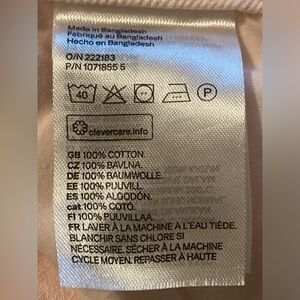 Made in Bangladesh
Fabriqué au Bangladesh
Hecho en Bangladesh
O/N 222183
P/N 1071855 5
40
P
clevercare.info
GB 100% COTTON.
CZ 100% BAVLNA.
DE 100% BAUMWOLLE.
EE 100% PUUVILL.
ES 100% ALGODÓN.
cat 100% COTÓ.
FI 100% PUUVILLAA.
FR LAVER À LA MACHINE À L'EAU TIÈDE.
BLANCHIR SANS CHLORE SI
NÉCESSAIRE. SÉCHER À LA MACHINE
CYCLE MOYEN. REPASSER À HAUTE